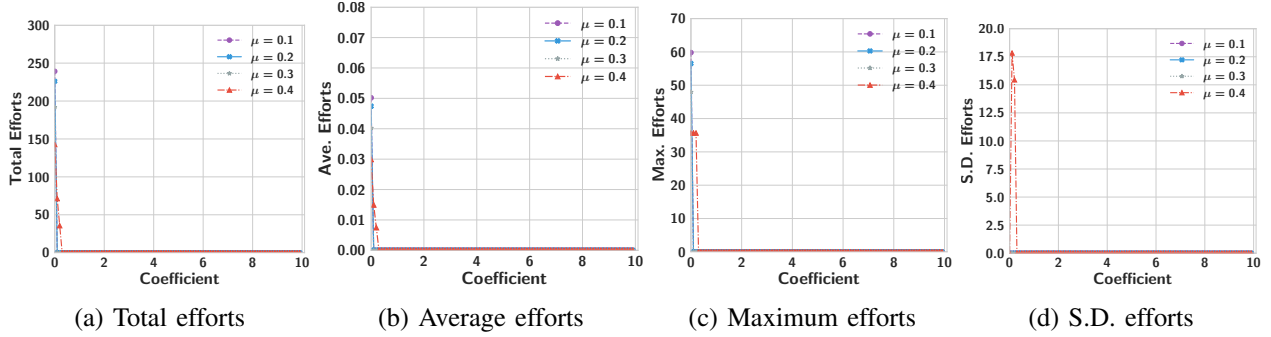 300
250
200
150
100
50
0
Total Efforts
0 2 4 6 8 10
Coefficient
μ = 0.1
μ = 0.2
μ = 0.3
μ = 0.4
(a) Total efforts
0.08
0.07
0.06
0.05
0.04
0.03
0.02
0.01
0.00
Ave. Efforts
0 2 4 6 8 10
Coefficient
μ = 0.1
μ = 0.2
μ = 0.3
μ = 0.4
(b) Average efforts
70
60
50
40
30
20
10
0
Max. Efforts
0 2 4 6 8 10
Coefficient
μ = 0.1
μ = 0.2
μ = 0.3
μ = 0.4
(c) Maximum efforts
20.0
17.5
15.0
12.5
10.0
7.5
5.0
2.5
0.0
S.D. Efforts
0 2 4 6 8 10
Coefficient
μ = 0.1
μ = 0.2
μ = 0.3
μ = 0.4
(d) S.D. efforts